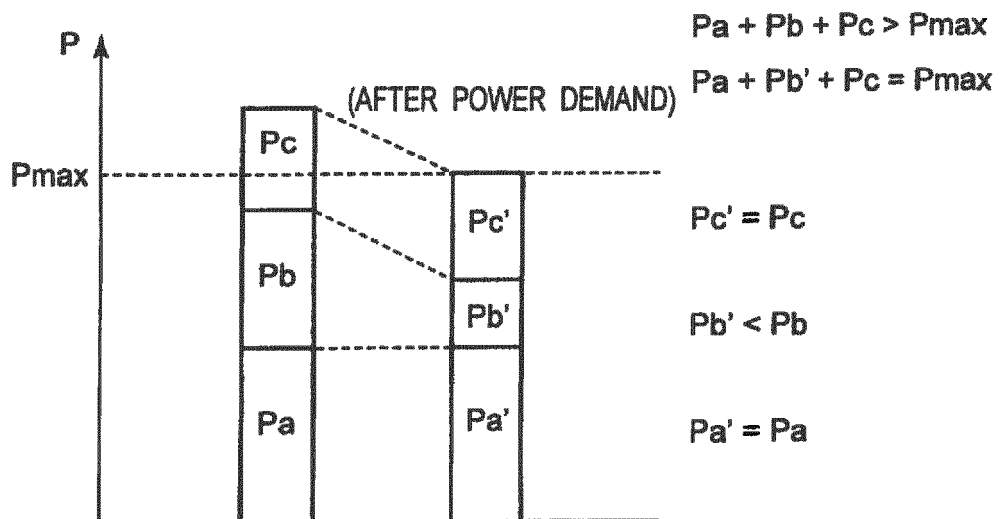 Pa + Pb + Pc > Pmax
P
Pa + Pb' + Pc = Pmax
(AFTER POWER DEMAND)
Pc
Pmax
Pc'
Pc' = Pc
Pb
Pb'
Pb' < Pb
Pa
Pa'
Pa' = Pa